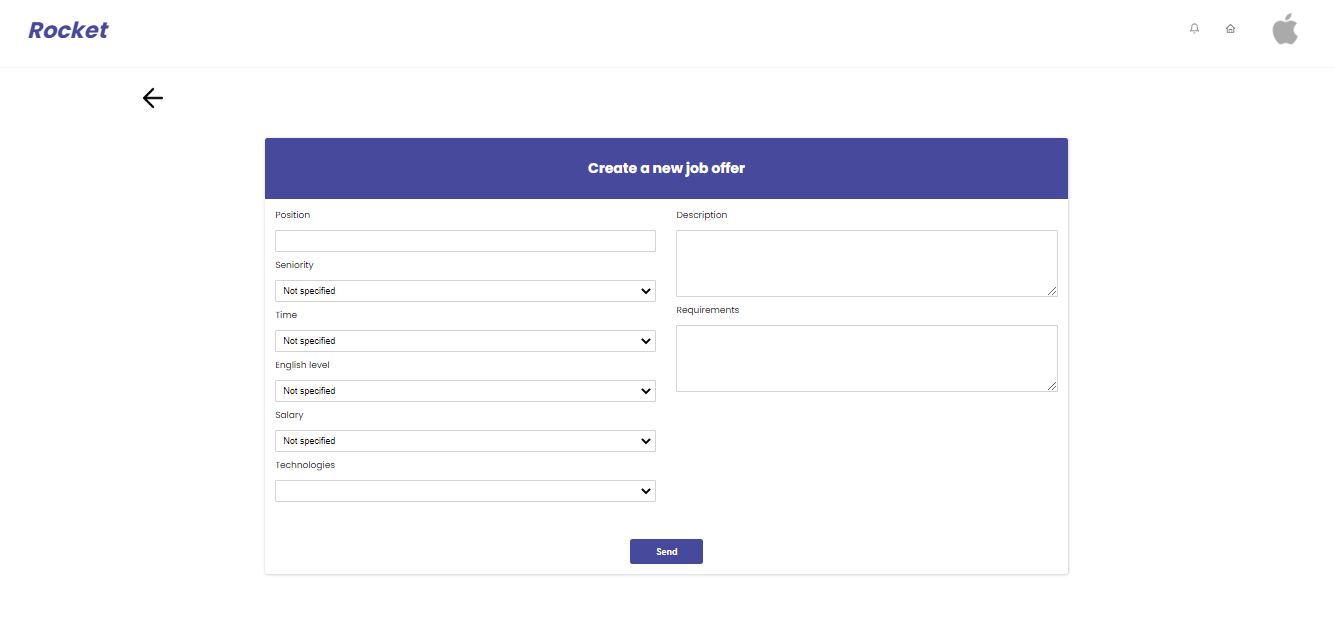 Rocket
Create a new job offer
Position
Seniority
Not specified
Time
Not specified
English level
Not specified
Salary
Not specified
Technologies
Description
Requirements
Send